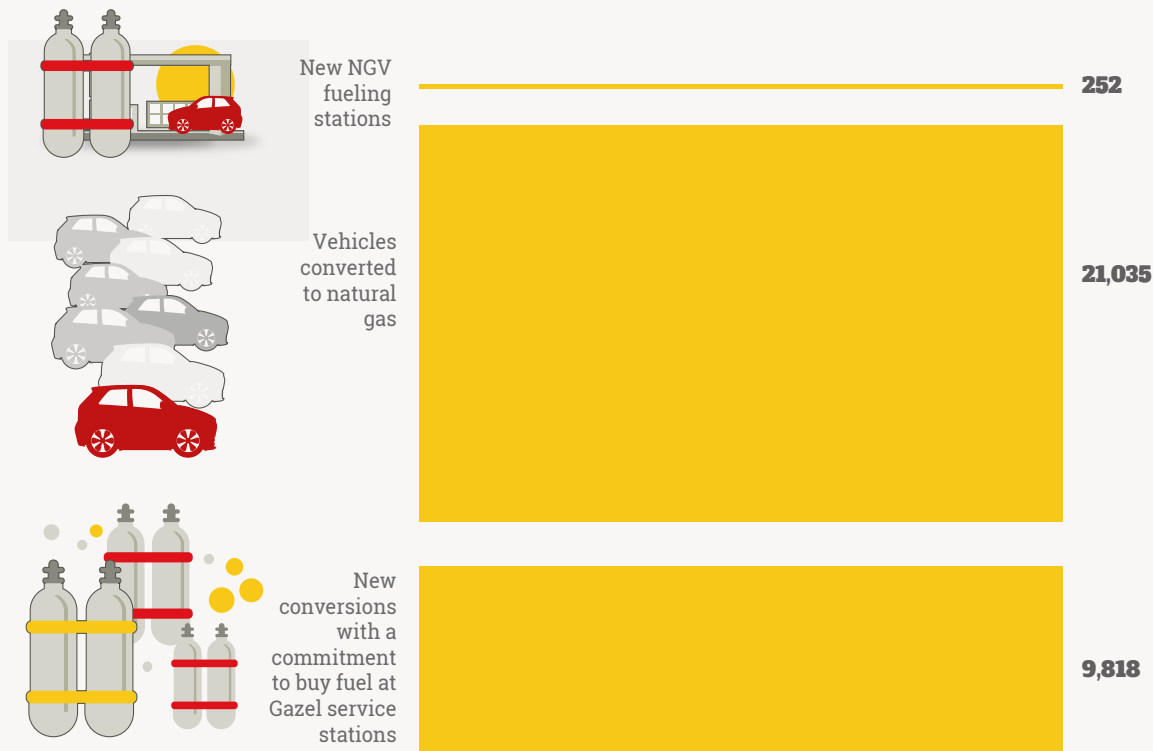 New NGV
fueling
stations
252
Vehicles
converted
to natural
gas
21,035
New
conversions
with a
commitment
to buy fuel at
Gazel service
stations
9,818